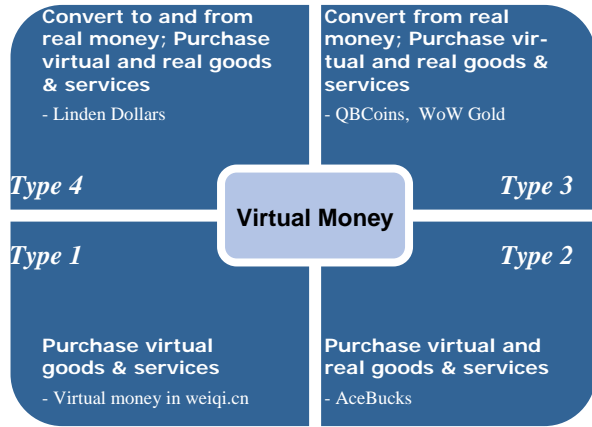 Convert to and from
real money; Purchase
virtual and real goods
& services
- Linden Dollars
Type 4
Convert from real
money; Purchase vir-
tual and real goods &
services
- QBCoins, WoW Gold
Type 3
Virtual Money
Type 1
Purchase virtual
goods & services
- Virtual money in weiqi.cn
Type 2
Purchase virtual and
real goods & services
- AceBucks